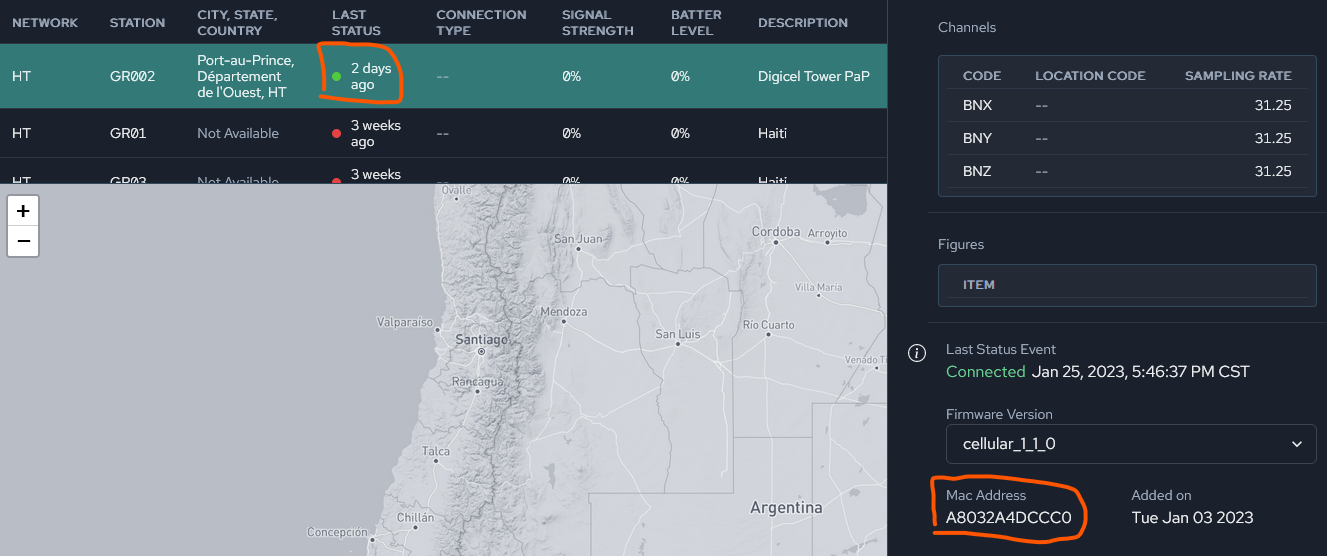 NETWORK STATION CITY, STATE, COUNTRY LAST STATUS CONNECTION TYPE SIGNAL STRENGTH BATTER LEVEL DESCRIPTION
HT GR002 Port-au-Prince, Département de l'Ouest, HT 2 days ago -- 0% 0% Digicel Tower PaP
HT GR01 Not Available 3 weeks ago -- 0% 0% Haiti
HT GR03 Not Available 3 weeks -- 0% 0% Haiti
+
−
Ovalle
San Juan
Cordoba
Arroyito
Villa María
Mendoza
Valparaíso
San Luis
Río Cuarto
Santiago
Venado
Rancagua
Talca
Argentina
Chillán
Concepción
Channels
CODE LOCATION CODE SAMPLING RATE
BNX -- 31.25
BNY -- 31.25
BNZ -- 31.25
Figures
ITEM
Last Status Event
Connected Jan 25, 2023, 5:46:37 PM CST
Firmware Version
cellular_1_1_0
Mac Address Added on
A8032A4DCCC0 Tue Jan 03 2023